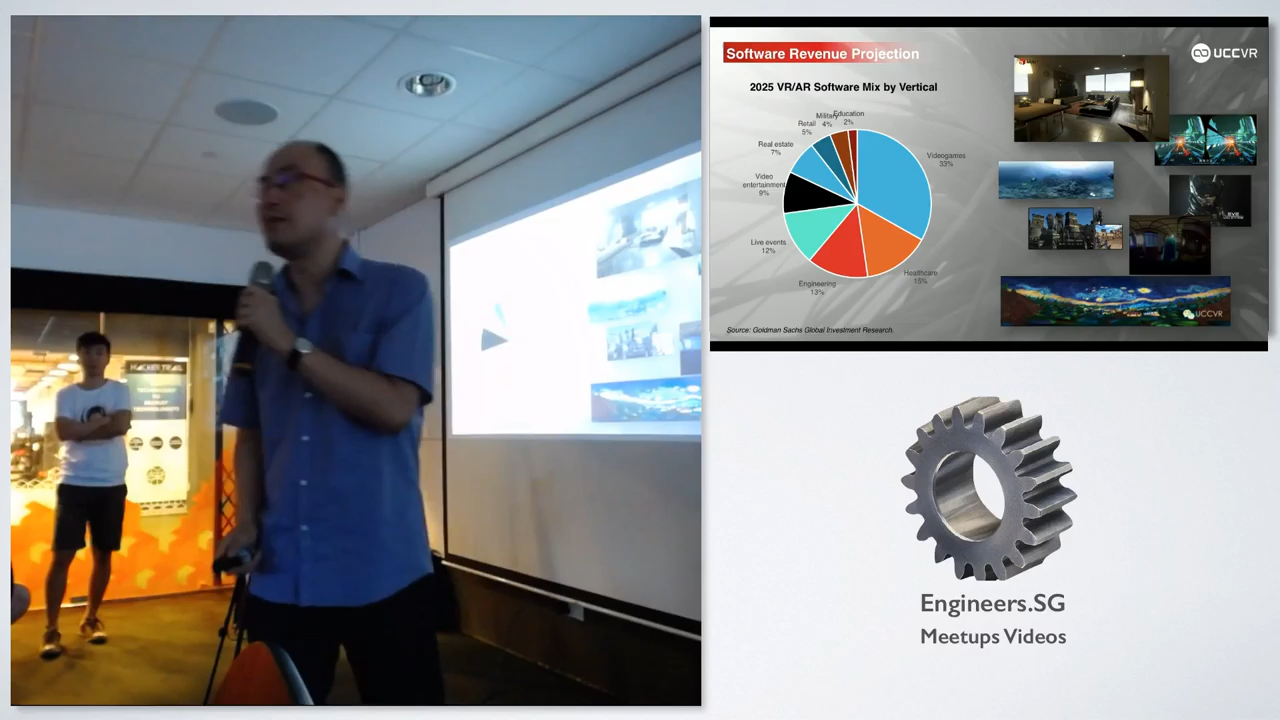 Software Revenue Projection
UCCVR
2025 VR/AR Software Mix by Vertical
Education
2%
Military
4%
Retail
5%
Real estate
7%
Video
entertainment
9%
Live events
12%
Engineering
13%
Healthcare
15%
Videogames
33%
Source: Goldman Sachs Global Investment Research.
UCCVR
HACKER TRAIL
Engineers.SG
Meetups Videos